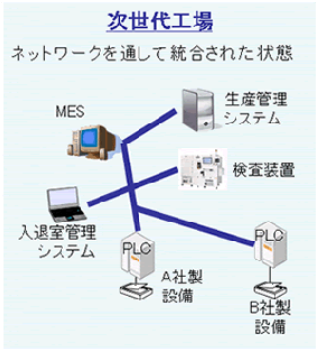 次世代工場
ネットワークを通して統合された状態
MES
生産管理
システム
検査装置
入退室管理
システム
PLC
A社製
設備
PLC
B社製
設備